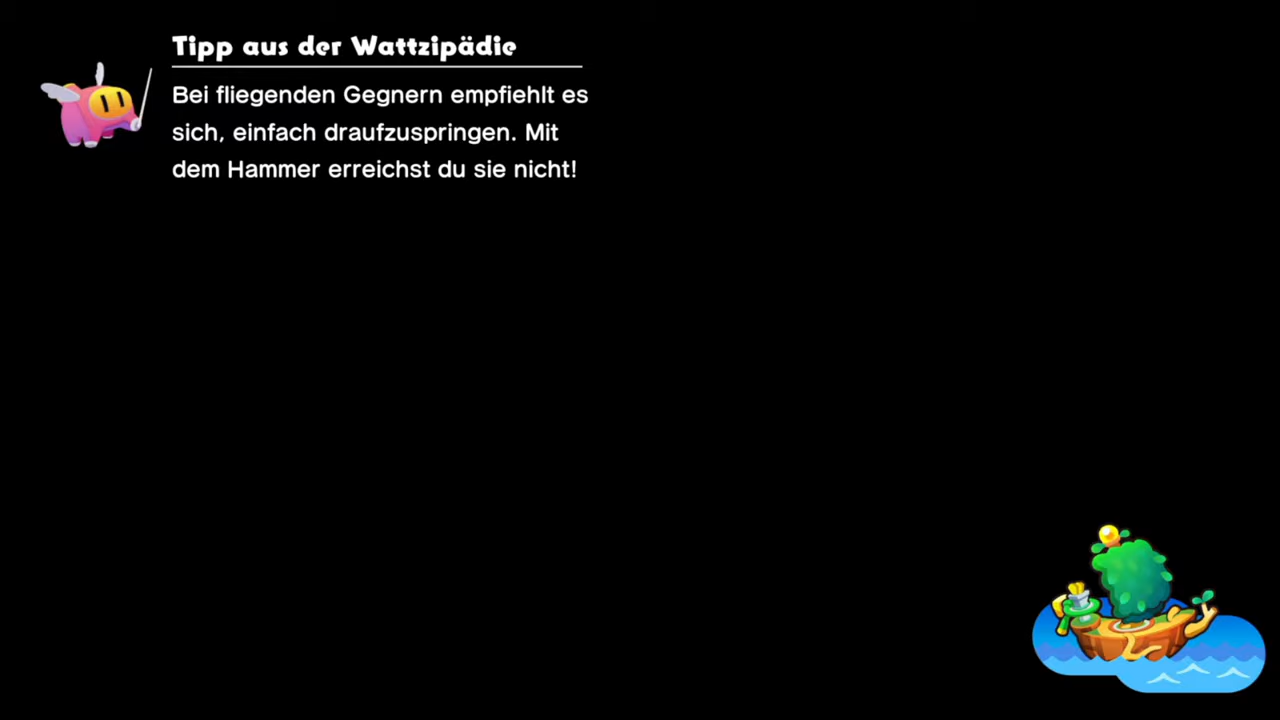 Tipp aus der Wattzipädie
Bei fliegenden Gegnern empfiehlt es
sich, einfach draufzuspringen. Mit
dem Hammer erreichst du sie nicht!